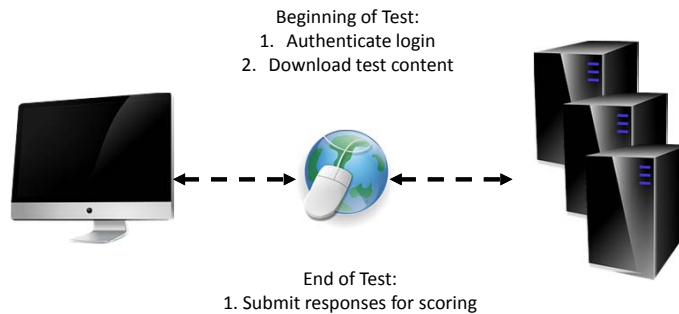 Beginning of Test:
1. Authenticate login
2. Download test content
End of Test:
1. Submit responses for scoring